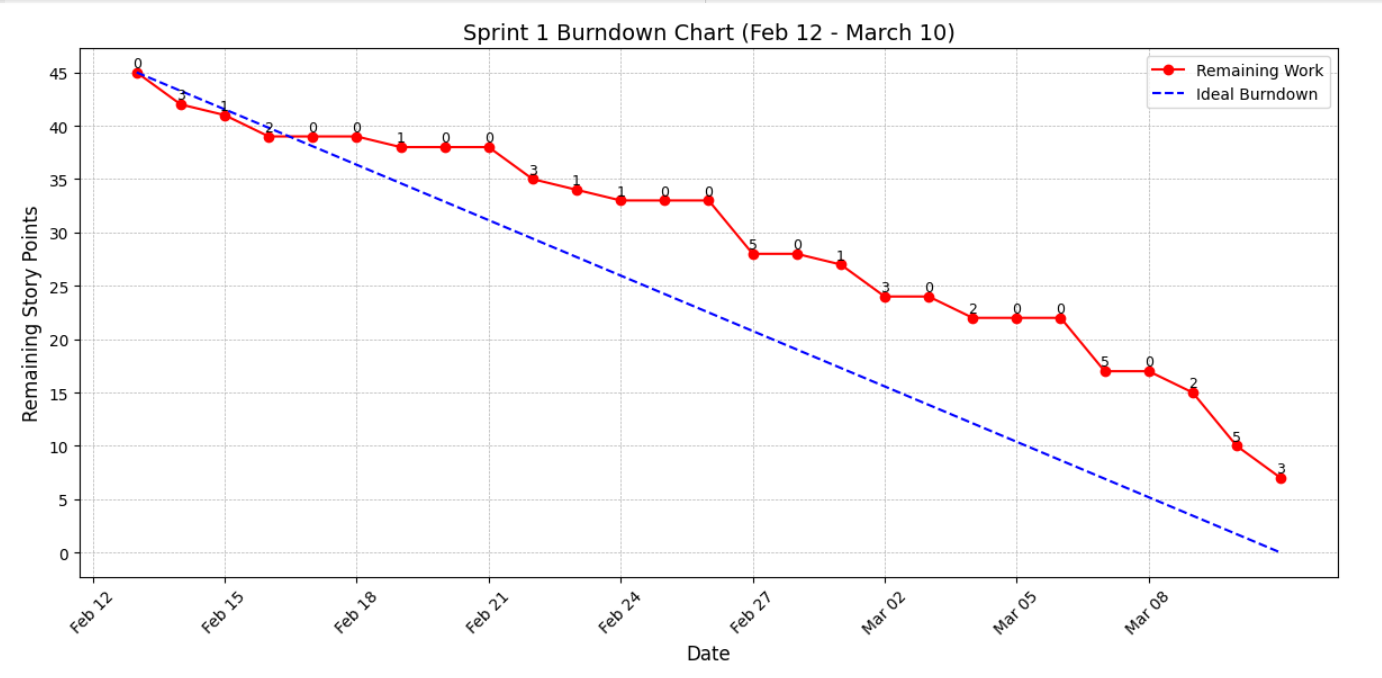 Sprint 1 Burndown Chart (Feb 12 - March 10)
Remaining Work
Ideal Burndown
Remaining Story Points
45
40
35
30
25
20
15
10
5
0
0
3
1
2
0
0
1
0
0
3
1
1
0
0
5
0
1
3
0
2
0
0
5
0
2
5
3
Feb 12
Feb 15
Feb 18
Feb 21
Feb 24
Feb 27
Mar 02
Mar 05
Mar 08
Date